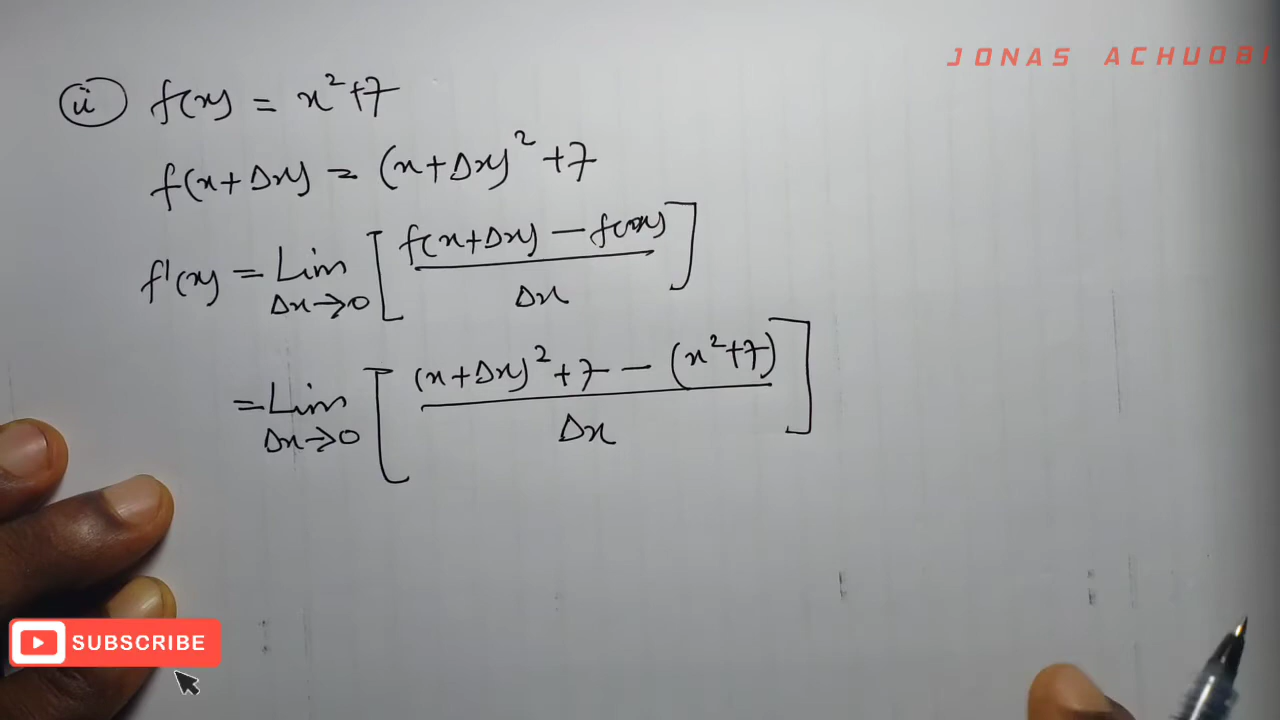 JONAS ACHUOBI
ii f(x) = x²+7
f(x+Δx) = (x+Δx)²+7
f'(x) = Lim Δx→0 [ f(x+Δx) − f(x) / Δx ]
= Lim Δx→0 [ (x+Δx)²+7 − (x²+7) / Δx ]
SUBSCRIBE